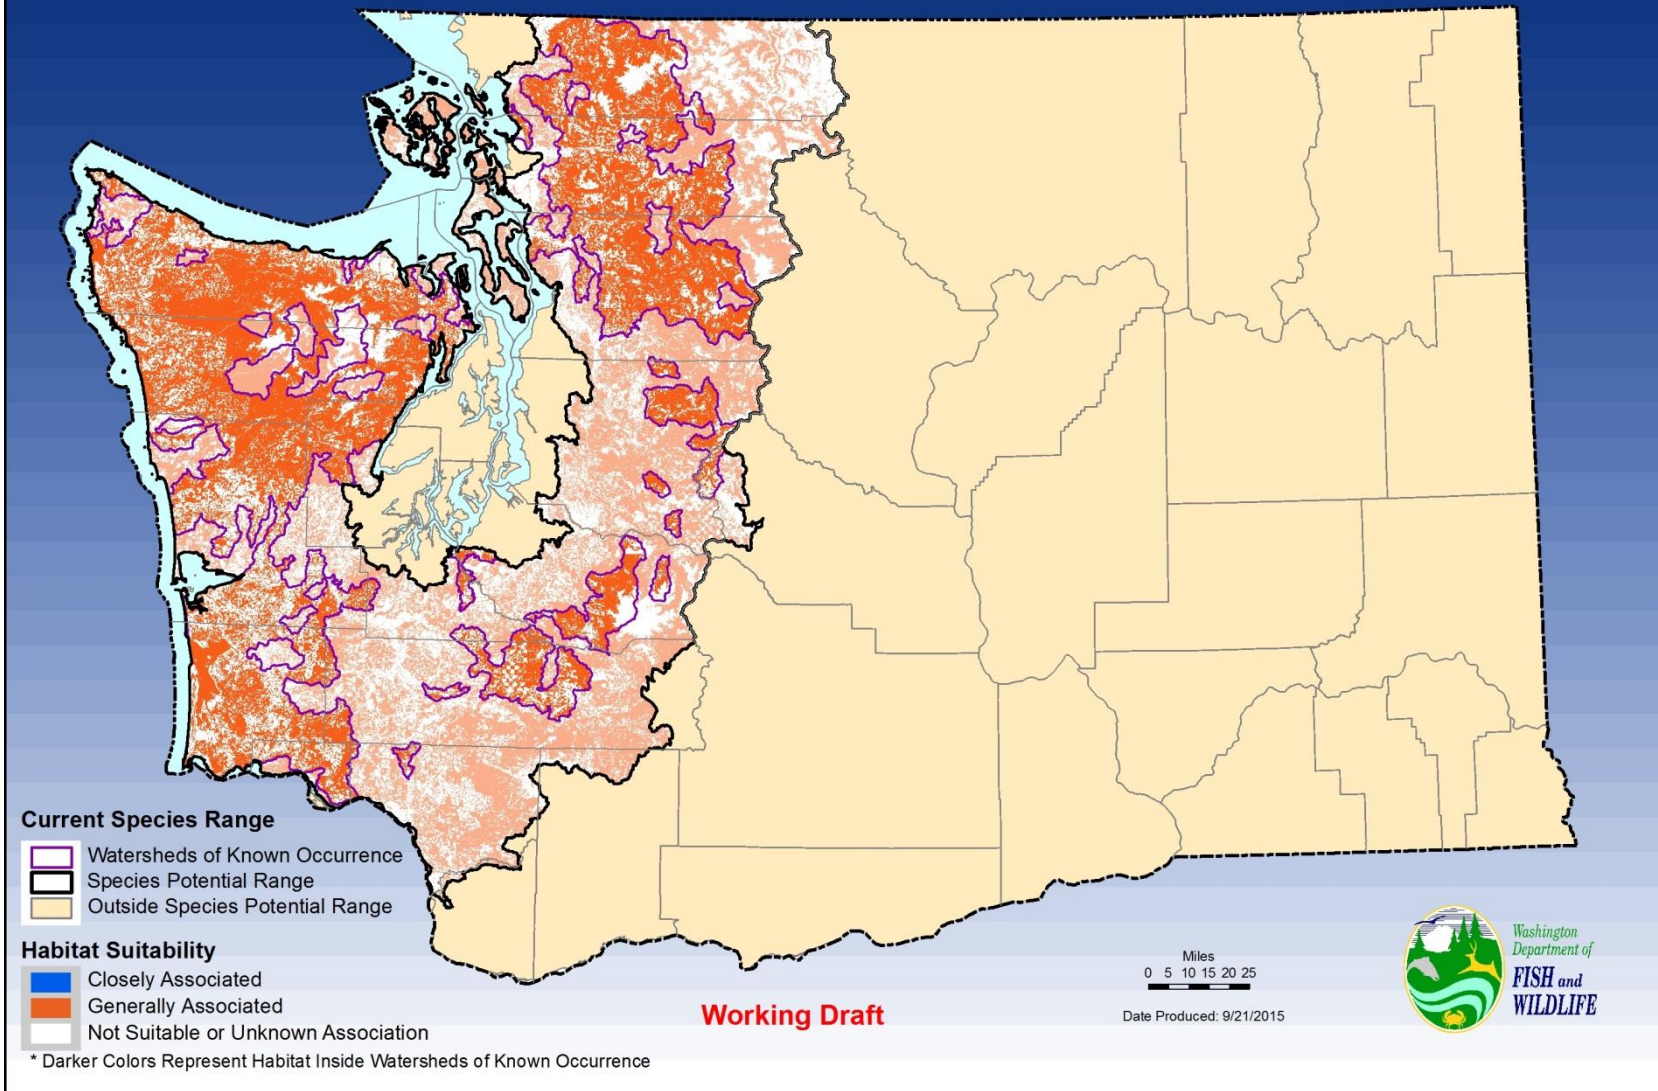 Current Species Range
Watersheds of Known Occurrence
Species Potential Range
Outside Species Potential Range
Habitat Suitability
Closely Associated
Generally Associated
Not Suitable or Unknown Association
* Darker Colors Represent Habitat Inside Watersheds of Known Occurrence
Working Draft
Miles
0 5 10 15 20 25
Date Produced: 9/21/2015
Washington
Department of
FISH and
WILDLIFE